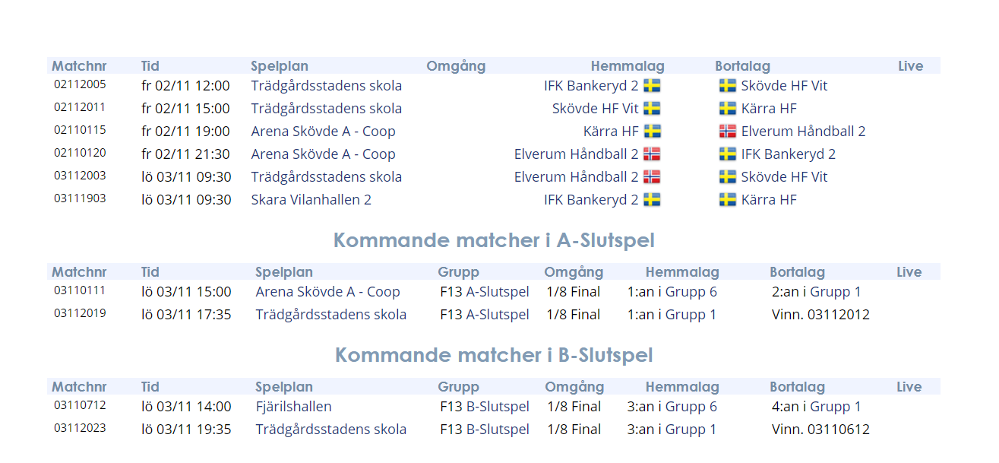 Matchnr Tid Spelplan Omgång Hemmalag Bortalag Live
02112005 fr 02/11 12:00 Trädgårdsstadens skola IFK Bankeryd 2 Skövde HF Vit
02112011 fr 02/11 15:00 Trädgårdsstadens skola Skövde HF Vit Kärra HF
02110115 fr 02/11 19:00 Arena Skövde A - Coop Kärra HF Elverum Håndball 2
02110120 fr 02/11 21:30 Arena Skövde A - Coop Elverum Håndball 2 IFK Bankeryd 2
03112003 lö 03/11 09:30 Trädgårdsstadens skola Elverum Håndball 2 Skövde HF Vit
03111903 lö 03/11 09:30 Skara Vilanhallen 2 IFK Bankeryd 2 Kärra HF
Kommande matcher i A-Slutspel
Matchnr Tid Spelplan Grupp Omgång Hemmalag Bortalag Live
03110111 lö 03/11 15:00 Arena Skövde A - Coop F13 A-Slutspel 1/8 Final 1:an i Grupp 6 2:an i Grupp 1
03112019 lö 03/11 17:35 Trädgårdsstadens skola F13 A-Slutspel 1/8 Final 1:an i Grupp 1 Vinn. 03112012
Kommande matcher i B-Slutspel
Matchnr Tid Spelplan Grupp Omgång Hemmalag Bortalag Live
03110712 lö 03/11 14:00 Fjärilshallen F13 B-Slutspel 1/8 Final 3:an i Grupp 6 4:an i Grupp 1
03112023 lö 03/11 19:35 Trädgårdsstadens skola F13 B-Slutspel 1/8 Final 3:an i Grupp 1 Vinn. 03110612